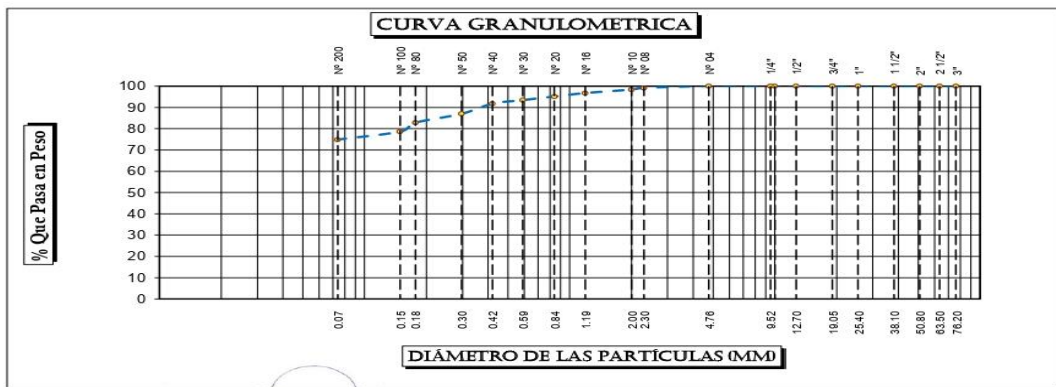 CURVA GRANULOMETRICA
Nº 200 Nº 100 Nº 80 Nº 50 Nº 40 Nº 30 Nº 20 Nº 16 Nº 10 Nº 08 Nº 04 1/4" 1/2" 3/4" 1" 1 1/2" 2" 2 1/2" 3"
% Que Pasa en Peso
100
90
80
70
60
50
40
30
20
10
0
0.07 0.15 0.18 0.30 0.42 0.59 0.84 1.19 2.00 2.30 4.76 9.52 12.70 19.05 25.40 38.10 50.80 63.50 76.20
DIÁMETRO DE LAS PARTÍCULAS (MM)